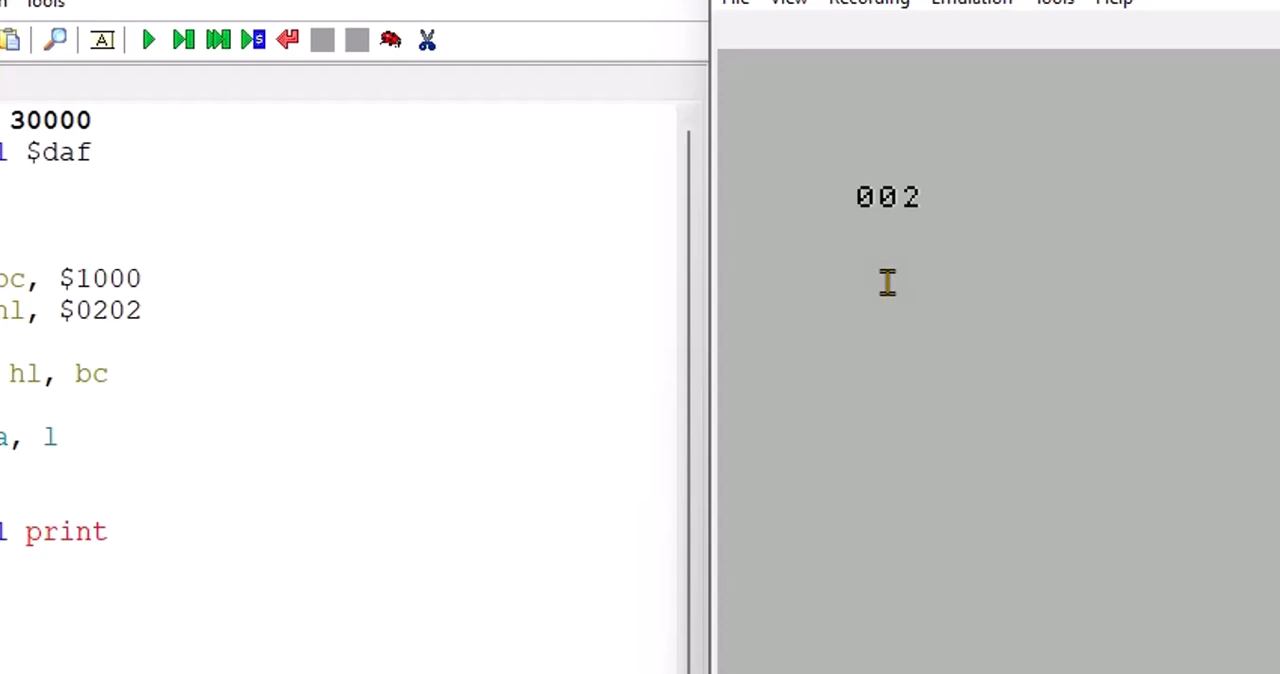 Tools
File View Recording Emulation Tools Help
A S
30000
l $daf
002
bc, $1000
hl, $0202
hl, bc
a, l
l print